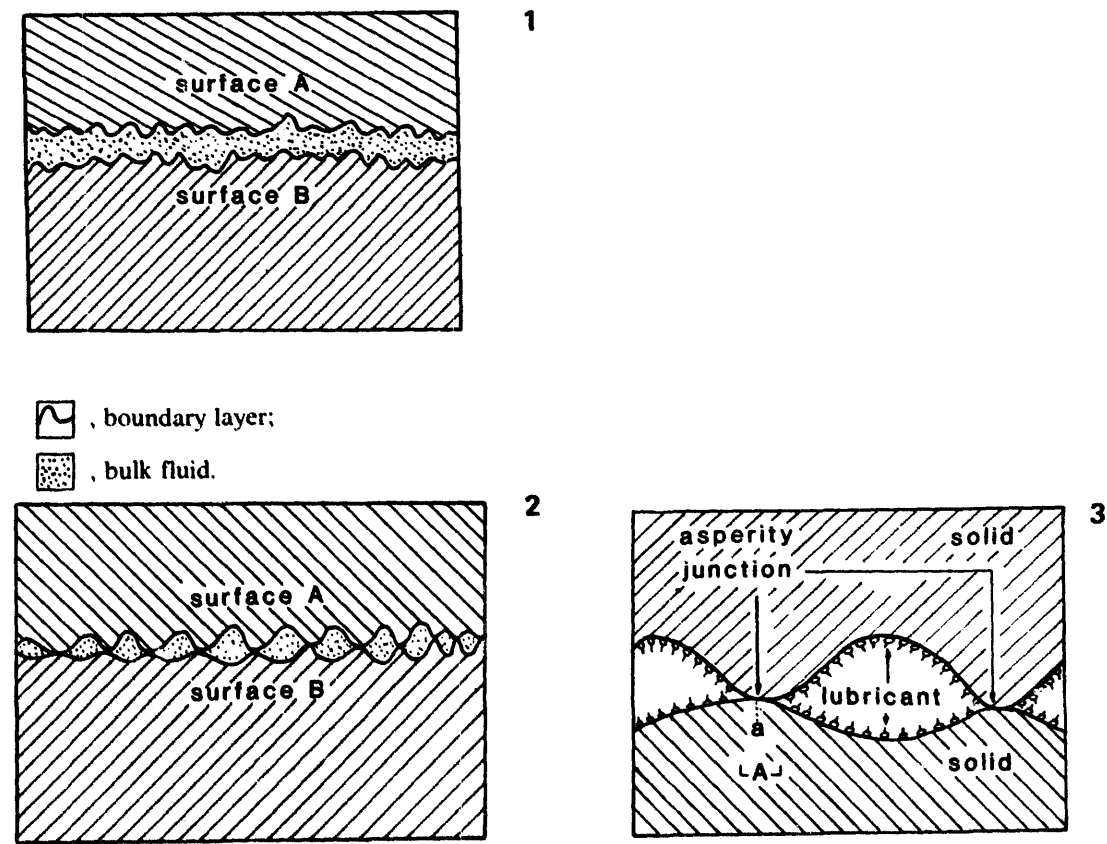 1
surface A
surface B
, boundary layer;
, bulk fluid.
2
surface A
surface B
3
asperity
junction
solid
lubricant
a
A
solid